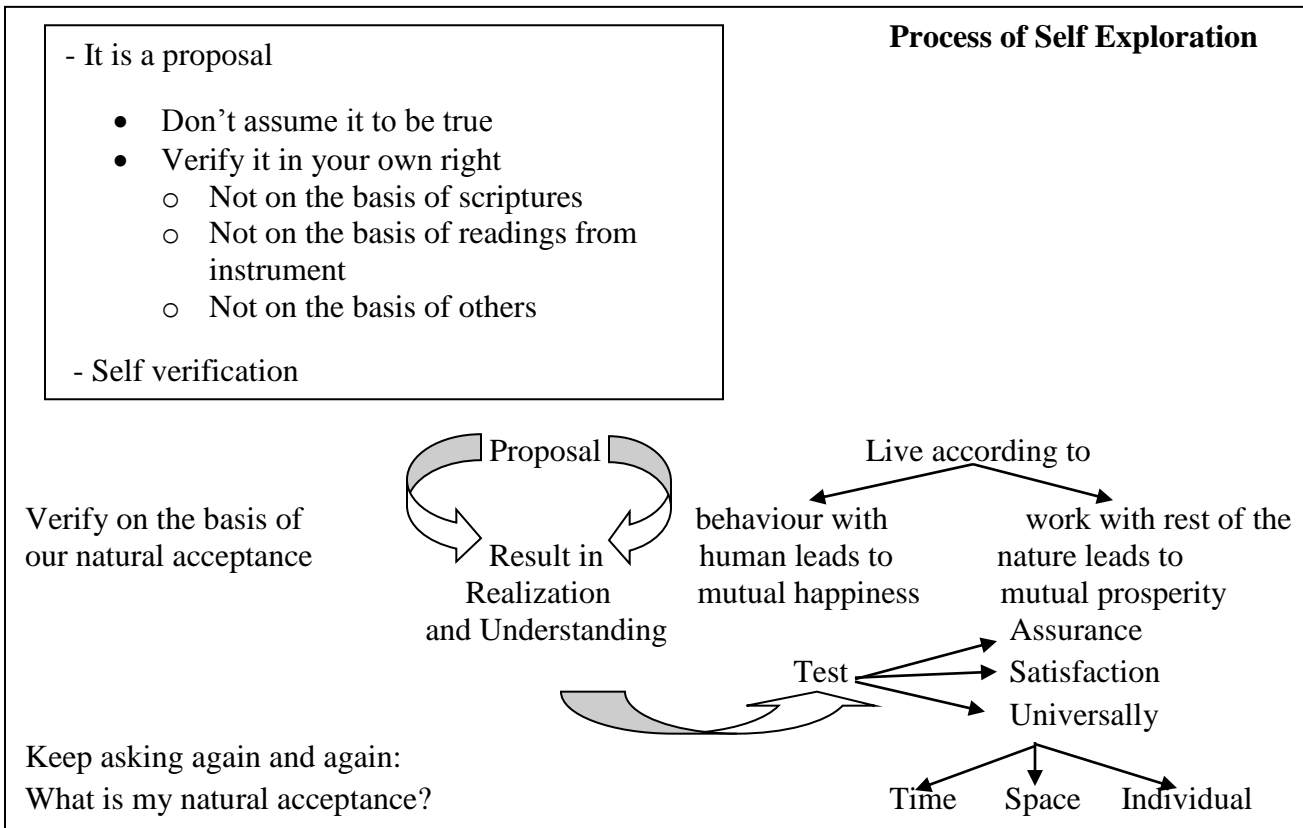 Process of Self Exploration
- It is a proposal
• Don't assume it to be true
• Verify it in your own right
o Not on the basis of scriptures
o Not on the basis of readings from
instrument
o Not on the basis of others
- Self verification
Proposal
Live according to
Verify on the basis of
our natural acceptance
Result in
Realization
and Understanding
behaviour with
human leads to
mutual happiness
work with rest of the
nature leads to
mutual prosperity
Test
Assurance
Satisfaction
Universally
Time Space Individual
Keep asking again and again:
What is my natural acceptance?